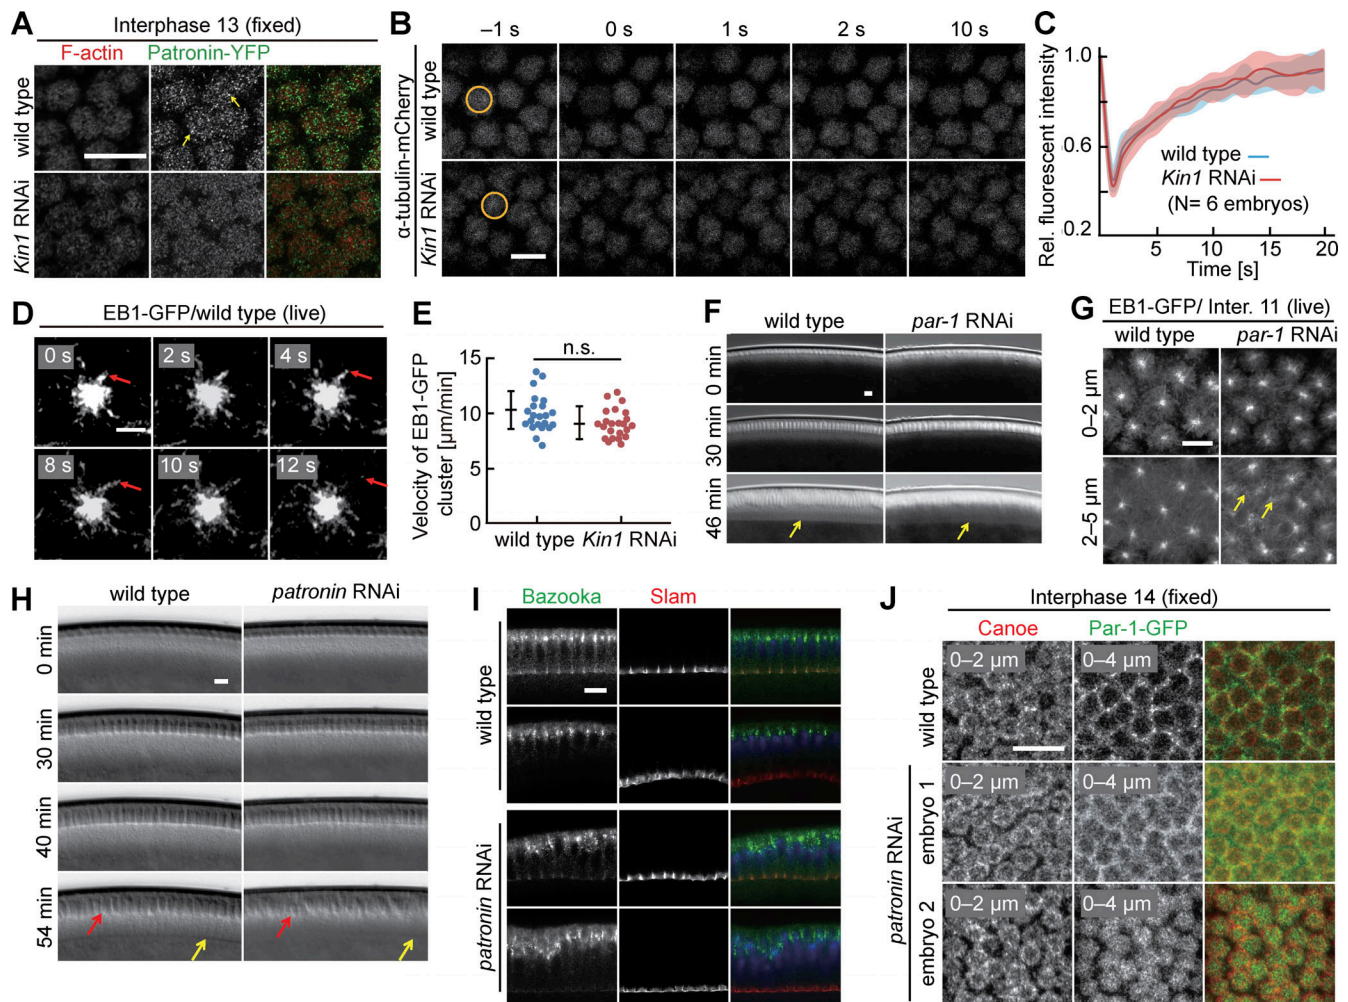 A
Interphase 13 (fixed)
F-actin Patronin-YFP
wild type
Kin1 RNAi
B
–1 s 0 s 1 s 2 s 10 s
α-tubulin-mCherry
wild type
Kin1 RNAi
C
Rel. fluorescent intensity
1.0
0.6
0.2
wild type
Kin1 RNAi
(N= 6 embryos)
5 10 15 20
Time [s]
D
EB1-GFP/wild type (live)
0 s 2 s 4 s
8 s 10 s 12 s
E
Velocity of EB1-GFP
cluster [µm/min]
15
10
5
0
n.s.
wild type Kin1 RNAi
F
wild type par-1 RNAi
0 min
30 min
46 min
G
EB1-GFP/ Inter. 11 (live)
wild type par-1 RNAi
0–2 µm
2–5 µm
H
wild type patronin RNAi
0 min
30 min
40 min
54 min
I
Bazooka Slam
wild type
patronin RNAi
J
Interphase 14 (fixed)
Canoe Par-1-GFP
wild type
0–2 µm 0–4 µm
patronin RNAi
embryo 1
0–2 µm 0–4 µm
embryo 2
0–2 µm 0–4 µm